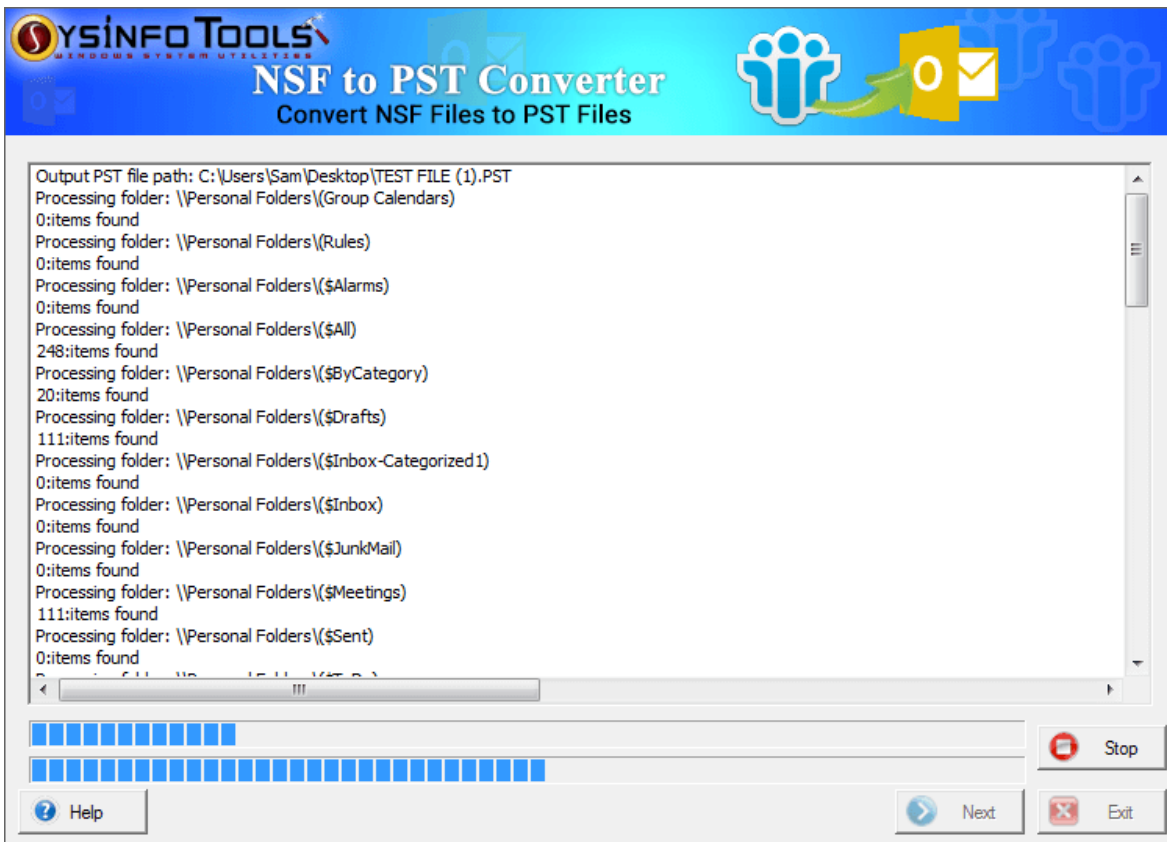 SYSINFOTOOLS
WINDOWS SYSTEM UTILITIES
NSF to PST Converter
Convert NSF Files to PST Files
Output PST file path: C:\Users\Sam\Desktop\TEST FILE (1).PST
Processing folder: \\Personal Folders\(Group Calendars)
0:items found
Processing folder: \\Personal Folders\(Rules)
0:items found
Processing folder: \\Personal Folders\($Alarms)
0:items found
Processing folder: \\Personal Folders\($All)
248:items found
Processing folder: \\Personal Folders\($ByCategory)
20:items found
Processing folder: \\Personal Folders\($Drafts)
111:items found
Processing folder: \\Personal Folders\($Inbox-Categorized1)
0:items found
Processing folder: \\Personal Folders\($Inbox)
0:items found
Processing folder: \\Personal Folders\($JunkMail)
0:items found
Processing folder: \\Personal Folders\($Meetings)
111:items found
Processing folder: \\Personal Folders\($Sent)
0:items found
Stop
Help
Next
Exit